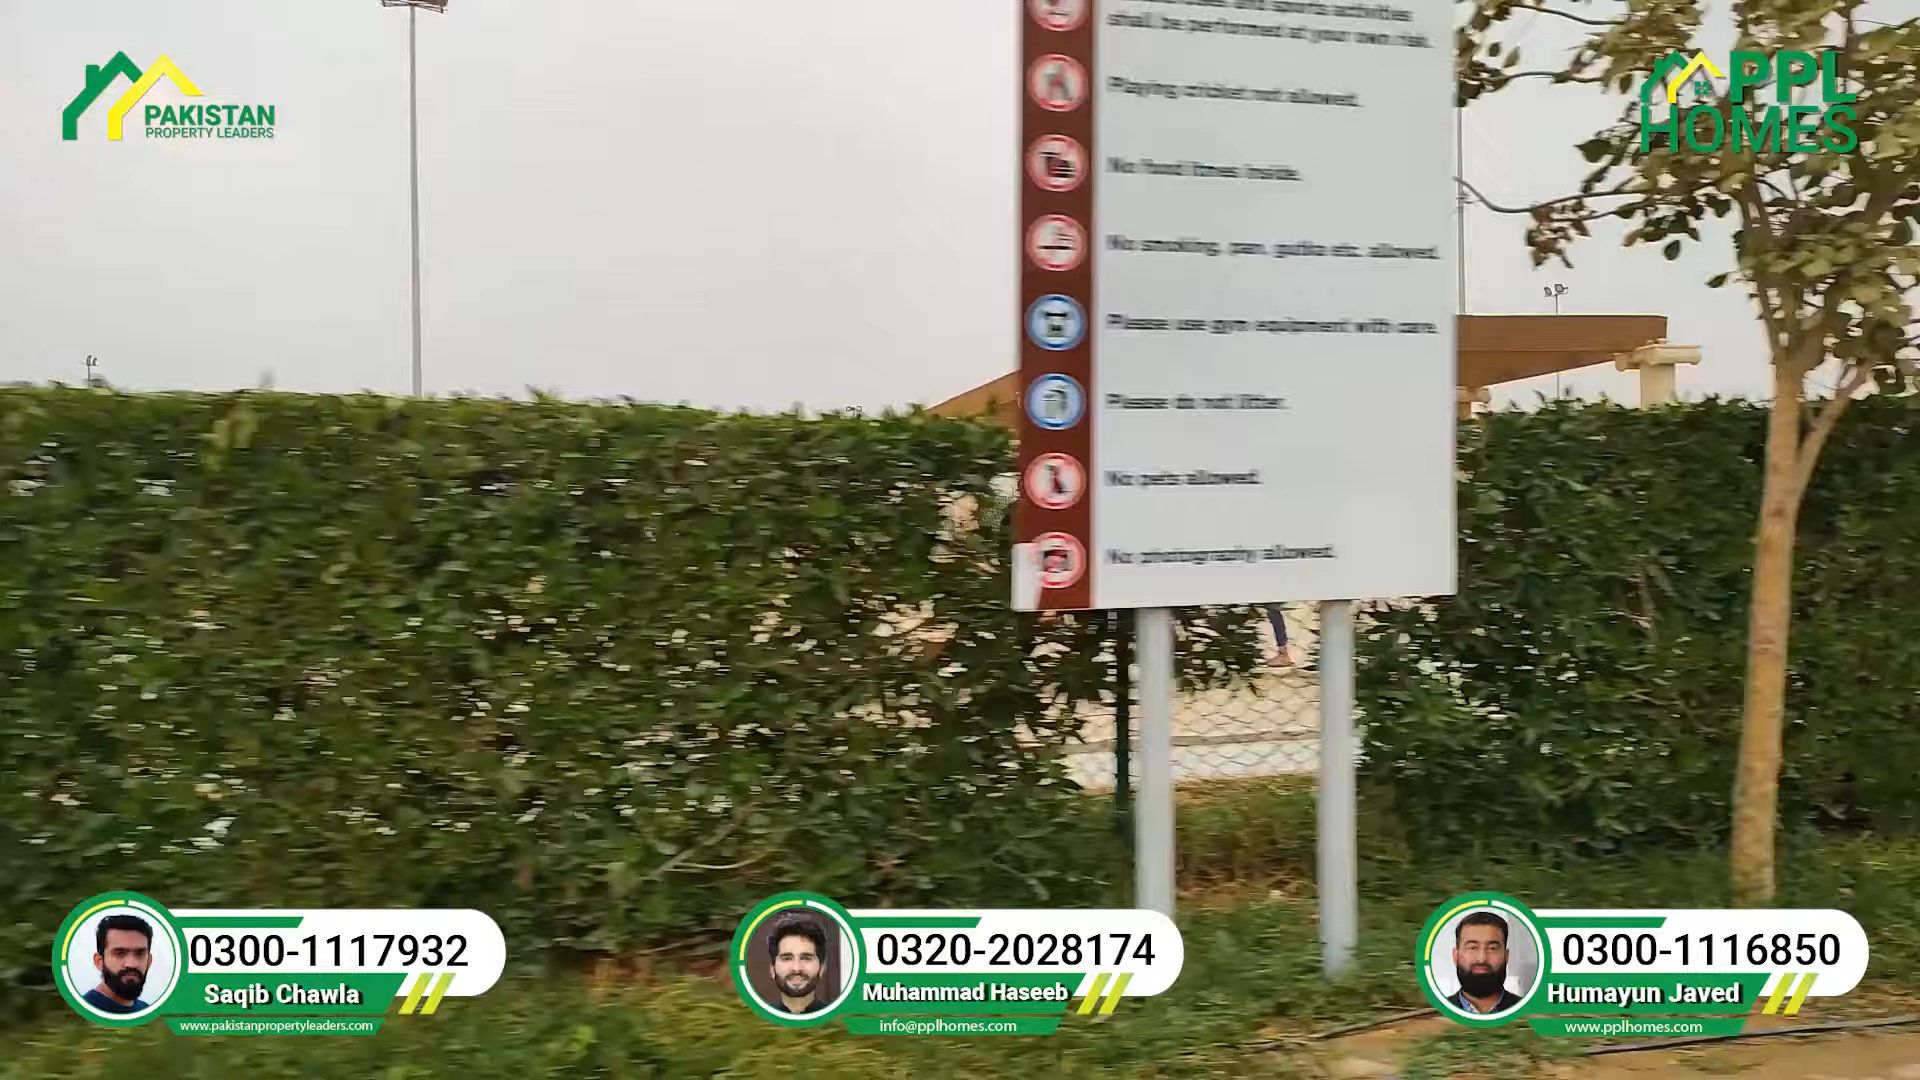 PAKISTAN
PROPERTY LEADERS
PPL
HOMES
and sports activities
shall be performed at your own risk.
Playing cricket not allowed.
No food items inside.
No smoking, pan, gutka etc. allowed.
Please use gym equipment with care.
Please do not litter.
No pets allowed.
No photography allowed.
0300-1117932
Saqib Chawla
www.pakistanpropertyleaders.com
0320-2028174
Muhammad Haseeb
info@pplhomes.com
0300-1116850
Humayun Javed
www.pplhomes.com